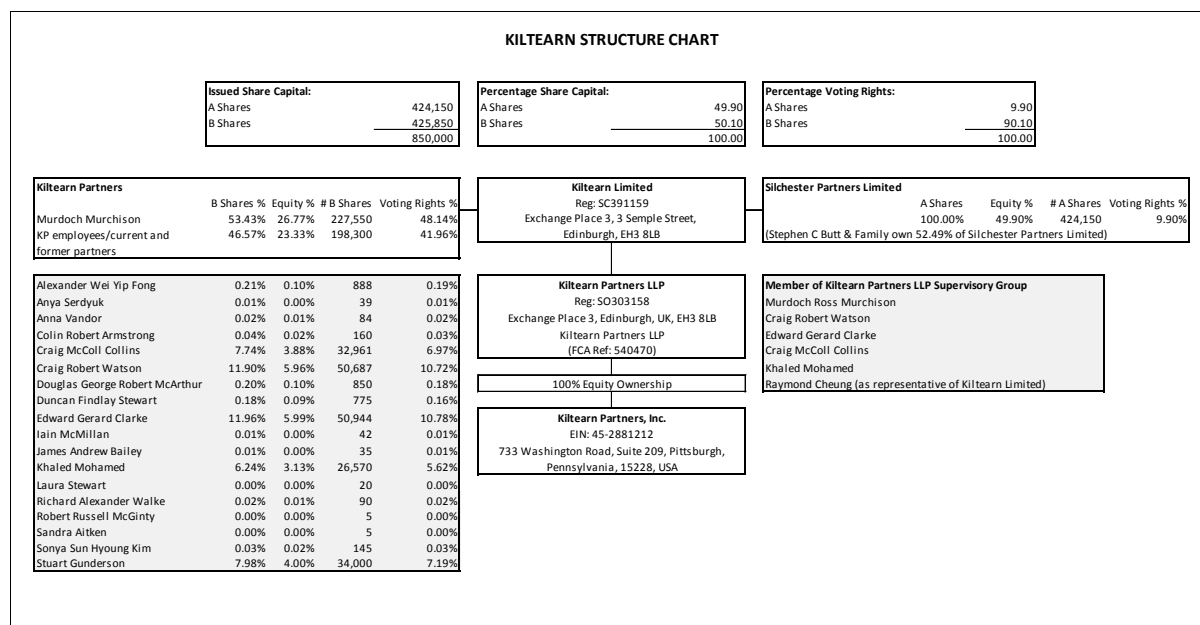 KILTEARN STRUCTURE CHART
Issued Share Capital:
A Shares 424,150
B Shares 425,850
850,000
Percentage Share Capital:
A Shares 49.90
B Shares 50.10
100.00
Percentage Voting Rights:
A Shares 9.90
B Shares 90.10
100.00
Kiltearn Partners
B Shares % Equity % # B Shares Voting Rights %
Murdoch Murchison 53.43% 26.77% 227,550 48.14%
KP employees/current and 46.57% 23.33% 198,300 41.96%
former partners
Kiltearn Limited
Reg: SC391159
Exchange Place 3, 3 Semple Street,
Edinburgh, EH3 8LB
Silchester Partners Limited
A Shares Equity % # A Shares Voting Rights %
100.00% 49.90% 424,150 9.90%
(Stephen C Butt & Family own 52.49% of Silchester Partners Limited)
Alexander Wei Yip Fong 0.21% 0.10% 888 0.19%
Anya Serdyuk 0.01% 0.00% 39 0.01%
Anna Vandor 0.02% 0.01% 84 0.02%
Colin Robert Armstrong 0.04% 0.02% 160 0.03%
Craig McColl Collins 7.74% 3.88% 32,961 6.97%
Craig Robert Watson 11.90% 5.96% 50,687 10.72%
Douglas George Robert McArthur 0.20% 0.10% 850 0.18%
Duncan Findlay Stewart 0.18% 0.09% 775 0.16%
Edward Gerard Clarke 11.96% 5.99% 50,944 10.78%
Iain McMillan 0.01% 0.00% 42 0.01%
James Andrew Bailey 0.01% 0.00% 35 0.01%
Khaled Mohamed 6.24% 3.13% 26,570 5.62%
Laura Stewart 0.00% 0.00% 20 0.00%
Richard Alexander Walke 0.02% 0.01% 90 0.02%
Robert Russell McGinty 0.00% 0.00% 5 0.00%
Sandra Aitken 0.00% 0.00% 5 0.00%
Sonya Sun Hyoung Kim 0.03% 0.02% 145 0.03%
Stuart Gunderson 7.98% 4.00% 34,000 7.19%
Kiltearn Partners LLP
Reg: SO303158
Exchange Place 3, Edinburgh, UK, EH3 8LB
Kiltearn Partners LLP
(FCA Ref: 540470)
100% Equity Ownership
Kiltearn Partners, Inc.
EIN: 45-2881212
733 Washington Road, Suite 209, Pittsburgh,
Pennsylvania, 15228, USA
Member of Kiltearn Partners LLP Supervisory Group
Murdoch Ross Murchison
Craig Robert Watson
Edward Gerard Clarke
Craig McColl Collins
Khaled Mohamed
Raymond Cheung (as representative of Kiltearn Limited)